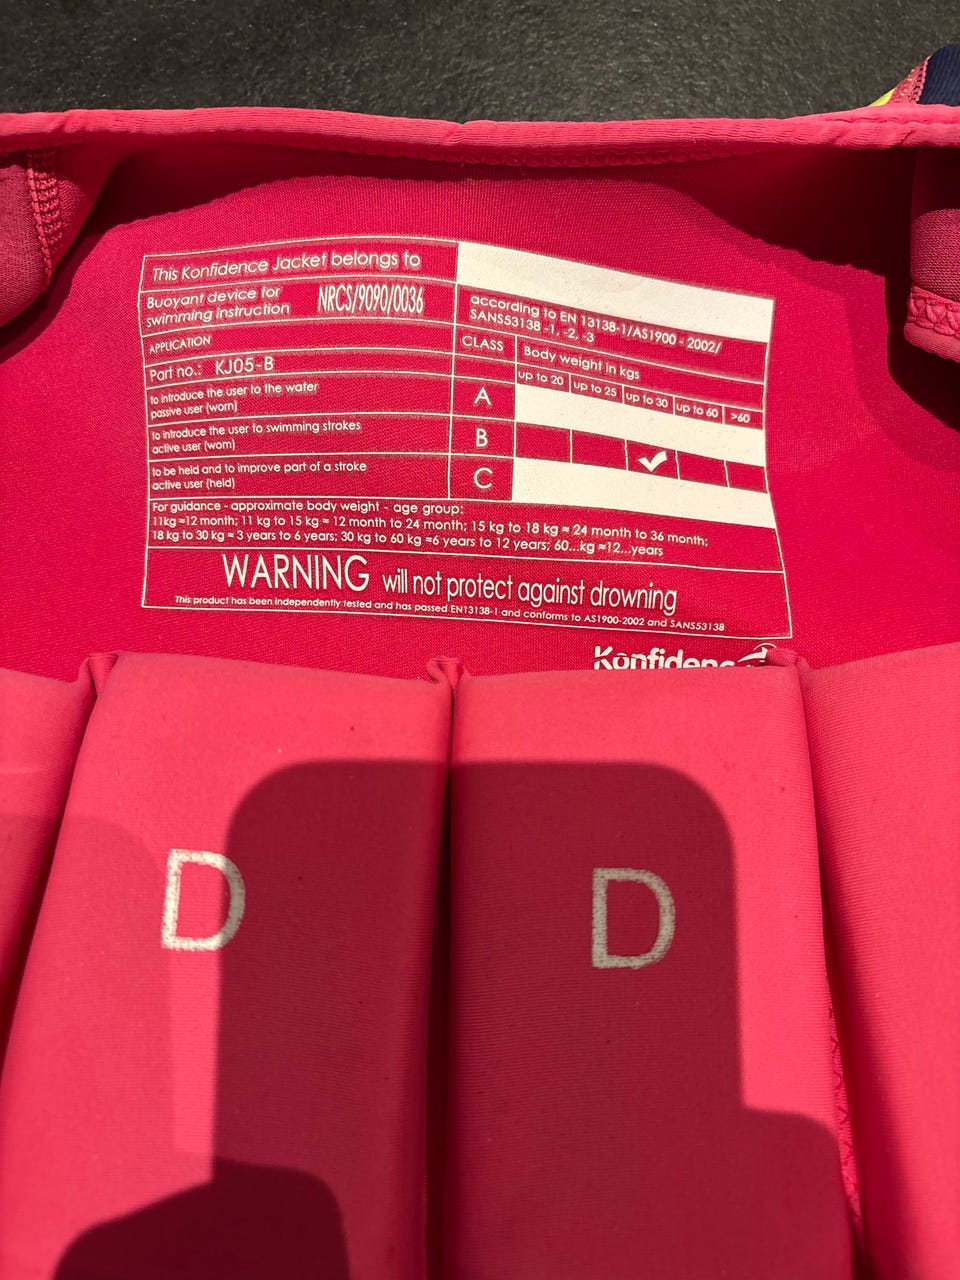 This Konfidence Jacket belongs to
Buoyant device for
swimming instruction NRCS/9090/0036
according to EN 13138-1/AS1900 - 2002/
SANS53138 -1, -2, -3
APPLICATION
CLASS
Body weight in kgs
Part no.: KJ05-B
up to 20 up to 25 up to 30 up to 60 >60
to introduce the user to the water
passive user (worn)
A
to introduce the user to swimming strokes
active user (worn)
B
✓
to be held and to improve part of a stroke
active user (held)
C
For guidance - approximate body weight - age group:
11kg ≈12 month; 11 kg to 15 kg ≈ 12 month to 24 month; 15 kg to 18 kg ≈ 24 month to 36 month;
18 kg to 30 kg ≈ 3 years to 6 years; 30 kg to 60 kg ≈6 years to 12 years; 60...kg ≈12...years
WARNING will not protect against drowning
This product has been independently tested and has passed EN13138-1 and conforms to AS1900-2002 and SANS53138
Konfidence
D D